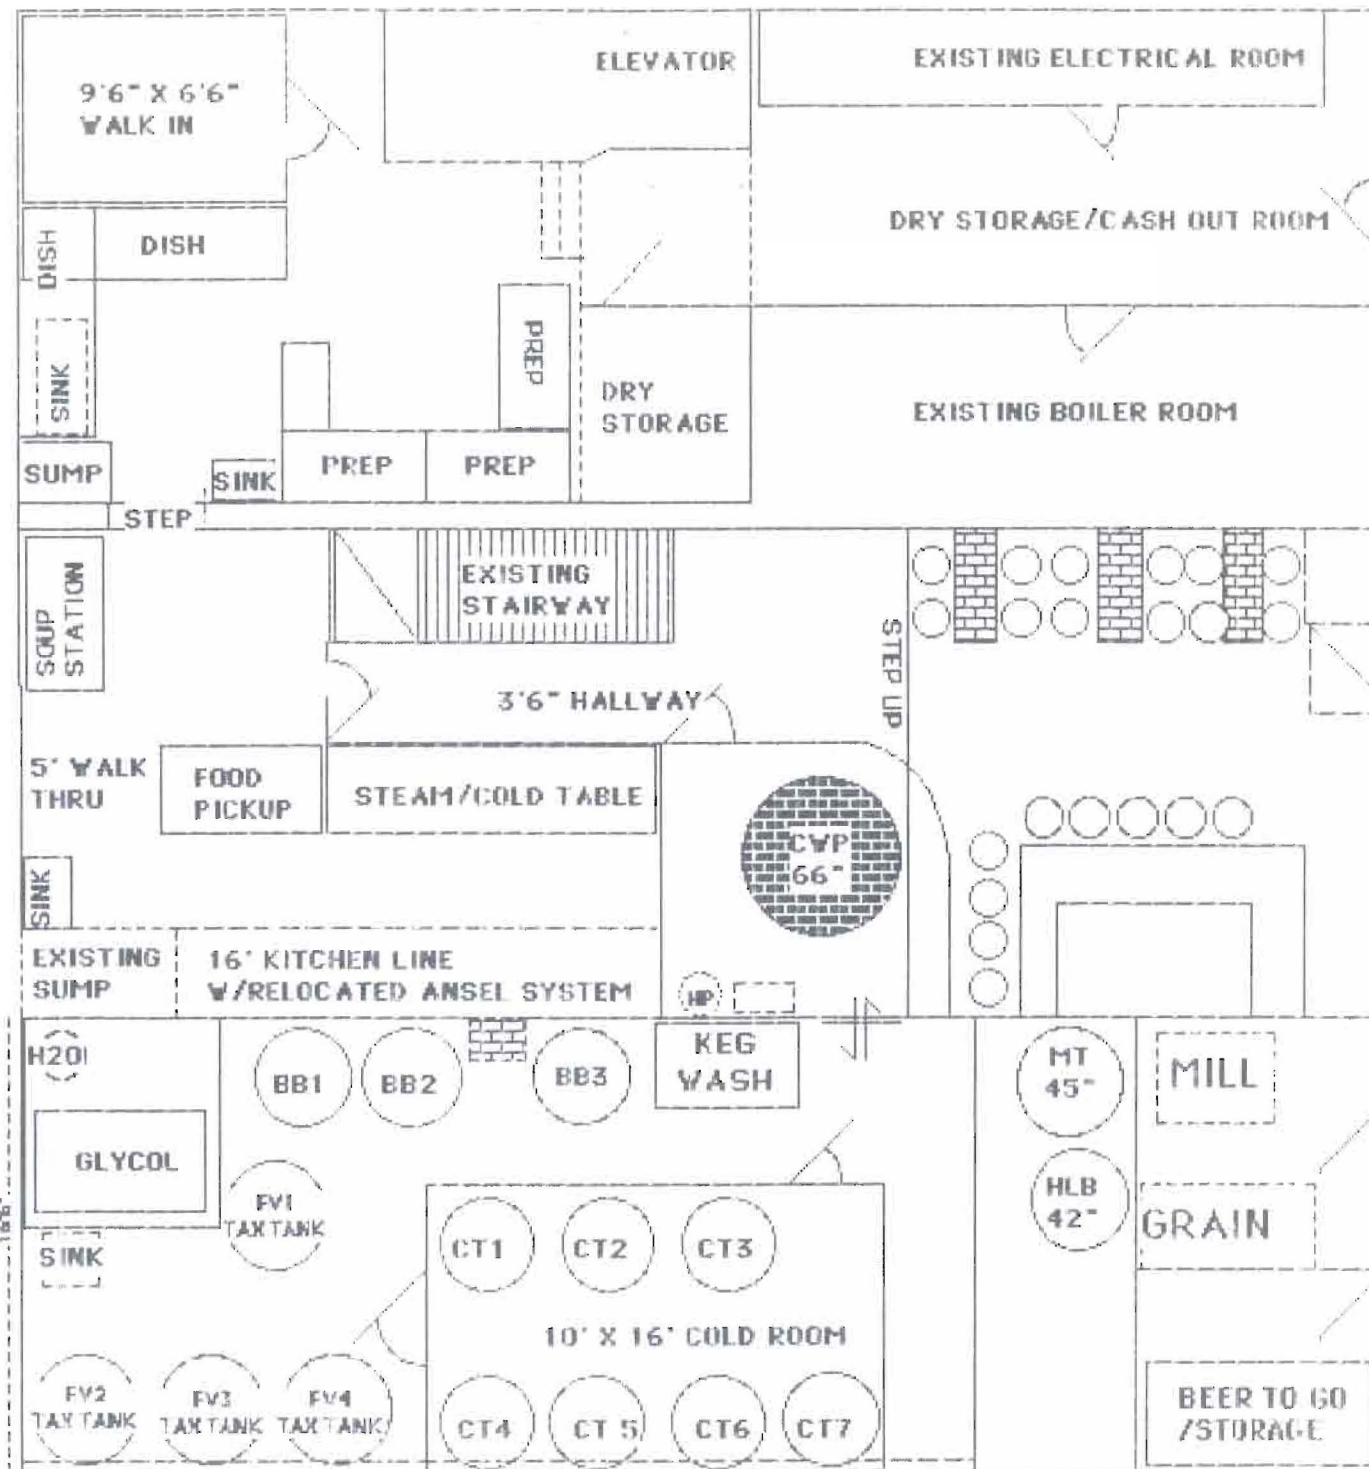 ELEVATOR
EXISTING ELECTRICAL ROOM
9'6" X 6'6"
WALK IN
DRY STORAGE/CASH OUT ROOM
DISH
DISH
SINK
PREP
DRY
STORAGE
EXISTING BOILER ROOM
SUMP
SINK
PREP
PREP
STEP
SOUP
STATION
EXISTING
STAIRWAY
STEP UP
3'6" HALLWAY
5' WALK
THRU
FOOD
PICKUP
STEAM/COLD TABLE
CWP
66"
SINK
EXISTING
SUMP
16' KITCHEN LINE
W/RELOCATED ANSEL SYSTEM
HP
H20
BB1
BB2
BB3
KEG
WASH
MT
45"
MILL
GLYCOL
FV1
TAX TANK
HLB
42"
GRAIN
SINK
CT1
CT2
CT3
10' X 16' COLD ROOM
FV2
TAX TANK
FV3
TAX TANK
FV4
TAX TANK
CT4
CT 5
CT6
CT7
BEER TO GO
/STORAGE